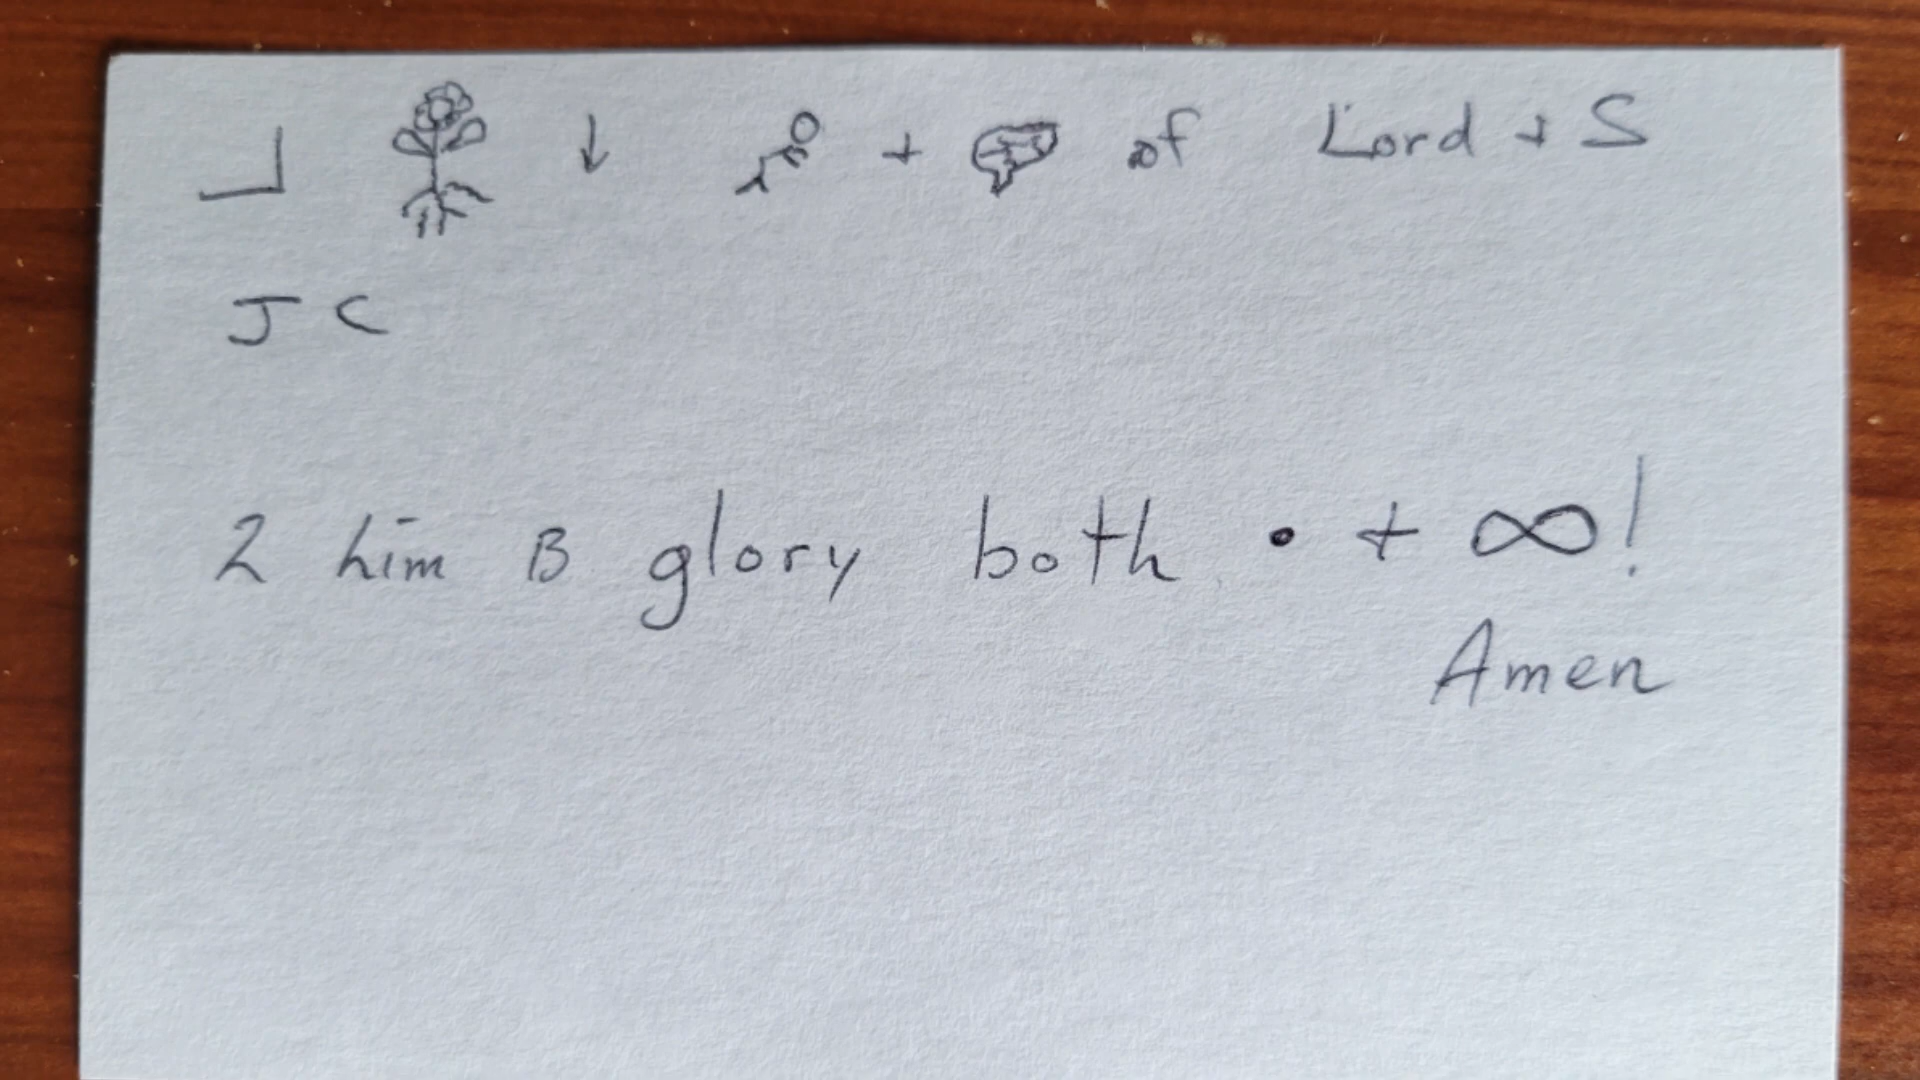 ↓ + of Lord + S
J C
2 him B glory both • + ∞!
Amen